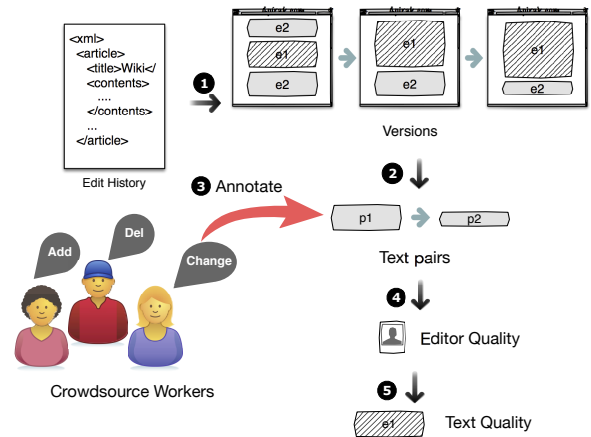 <xml>
<article>
<title>Wiki</
<contents>
....
</contents>
...
</article>
Edit History
1
e2
e1
e2
e1
e2
e1
e2
Versions
2
3 Annotate
p1
p2
Text pairs
Add
Del
Change
Crowdsource Workers
4
Editor Quality
5
e1
Text Quality